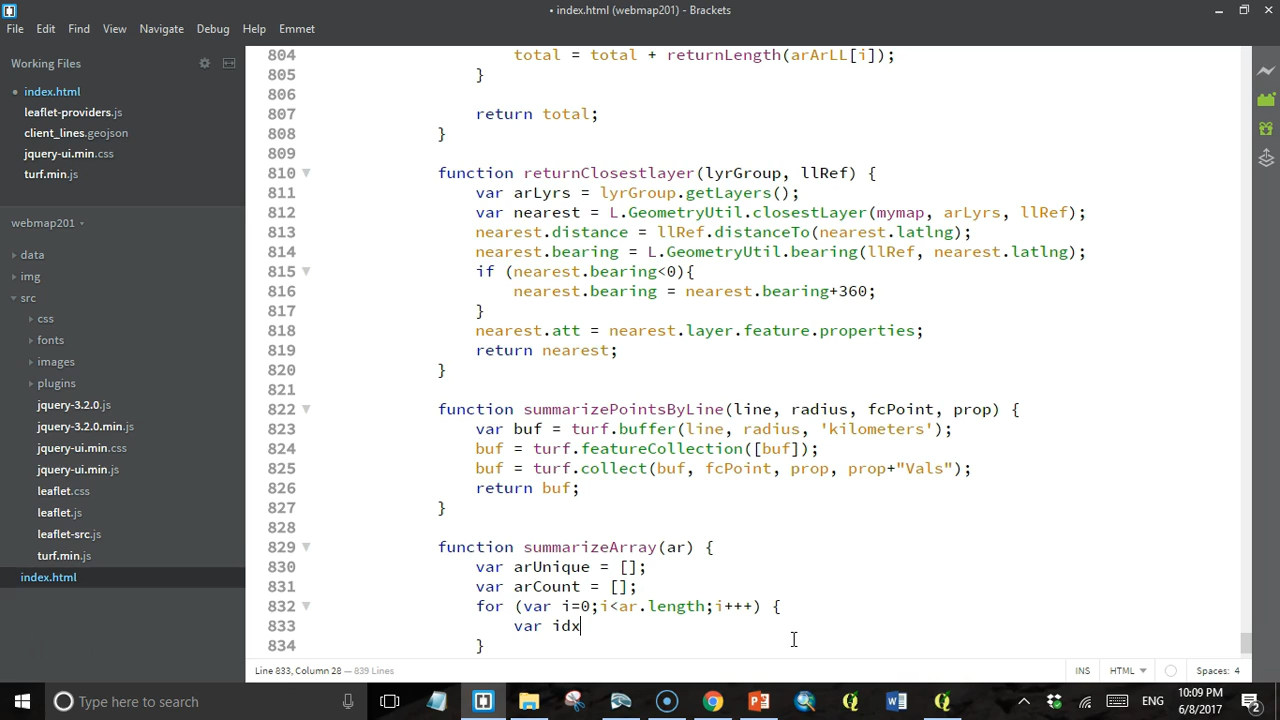 • index.html (webmap201) - Brackets
File Edit Find View Navigate Debug Help Emmet
Working Files
• index.html
leaflet-providers.js
client_lines.geojson
jquery-ui.min.css
turf.min.js
webmap201
data
img
src
css
fonts
images
plugins
jquery-3.2.0.js
jquery-3.2.0.min.js
jquery-ui.min.css
jquery-ui.min.js
leaflet.css
leaflet.js
leaflet-src.js
turf.min.js
index.html
804 total = total + returnLength(arArLL[i]);
805 }
806
807 return total;
808 }
809
810 function returnClosestlayer(lyrGroup, llRef) {
811 var arLyrs = lyrGroup.getLayers();
812 var nearest = L.GeometryUtil.closestLayer(mymap, arLyrs, llRef);
813 nearest.distance = llRef.distanceTo(nearest.latlng);
814 nearest.bearing = L.GeometryUtil.bearing(llRef, nearest.latlng);
815 if (nearest.bearing<0){
816 nearest.bearing = nearest.bearing+360;
817 }
818 nearest.att = nearest.layer.feature.properties;
819 return nearest;
820 }
821
822 function summarizePointsByLine(line, radius, fcPoint, prop) {
823 var buf = turf.buffer(line, radius, 'kilometers');
824 buf = turf.featureCollection([buf]);
825 buf = turf.collect(buf, fcPoint, prop, prop+"Vals");
826 return buf;
827 }
828
829 function summarizeArray(ar) {
830 var arUnique = [];
831 var arCount = [];
832 for (var i=0;i<ar.length;i+++) {
833 var idx
834 }
Line 833, Column 28 — 839 Lines INS HTML Spaces: 4
Type here to search ENG 10:09 PM
6/8/2017 2